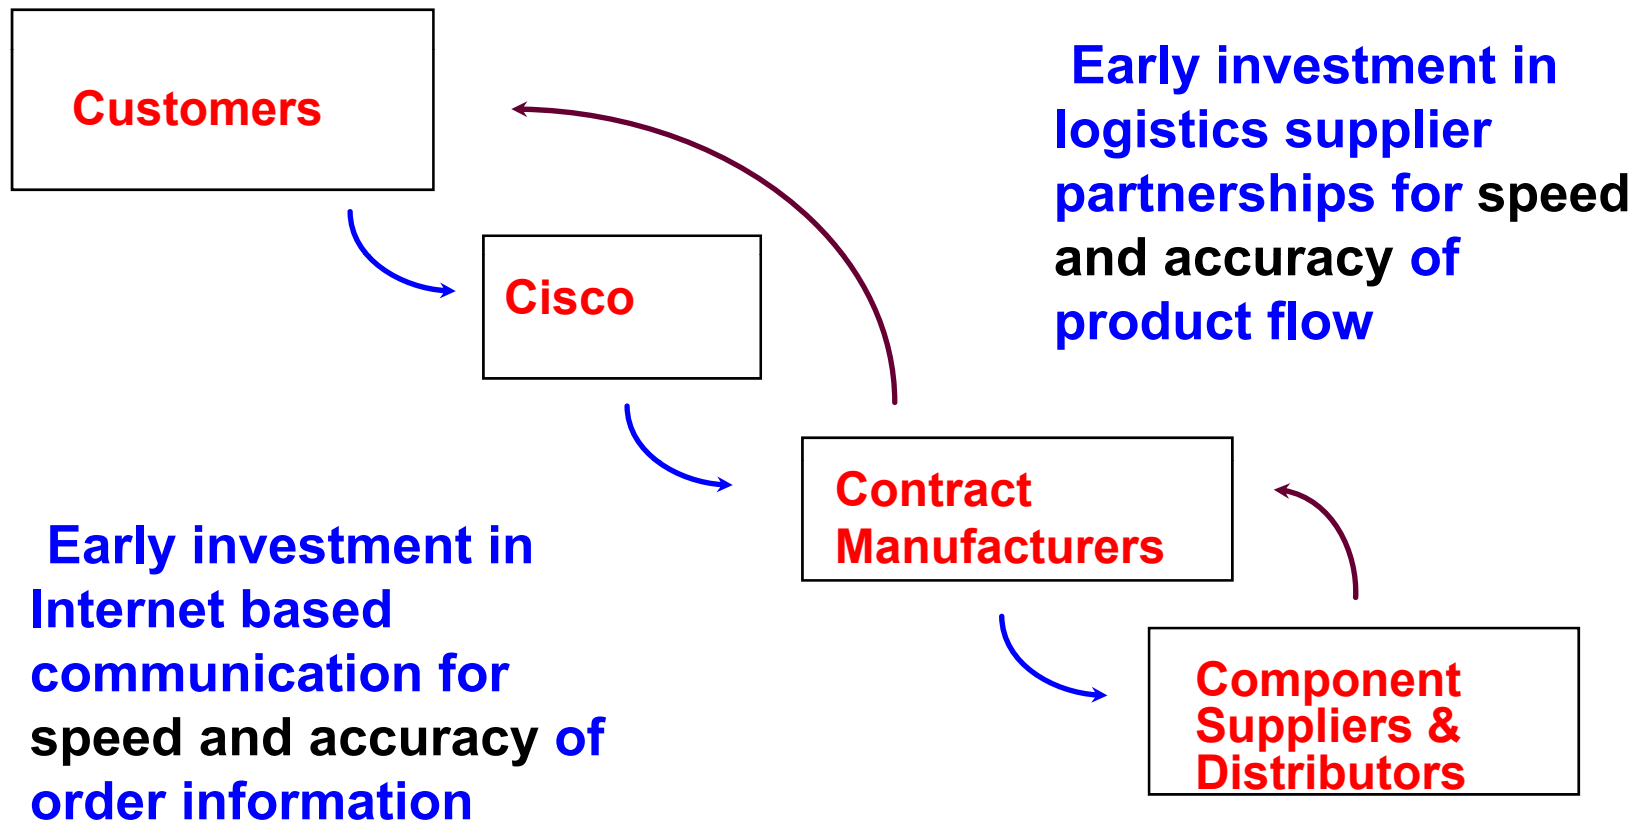 Customers
Early investment in
logistics supplier
partnerships for speed
and accuracy of
product flow
Cisco
Contract
Manufacturers
Early investment in
Internet based
communication for
speed and accuracy of
order information
Component
Suppliers &
Distributors